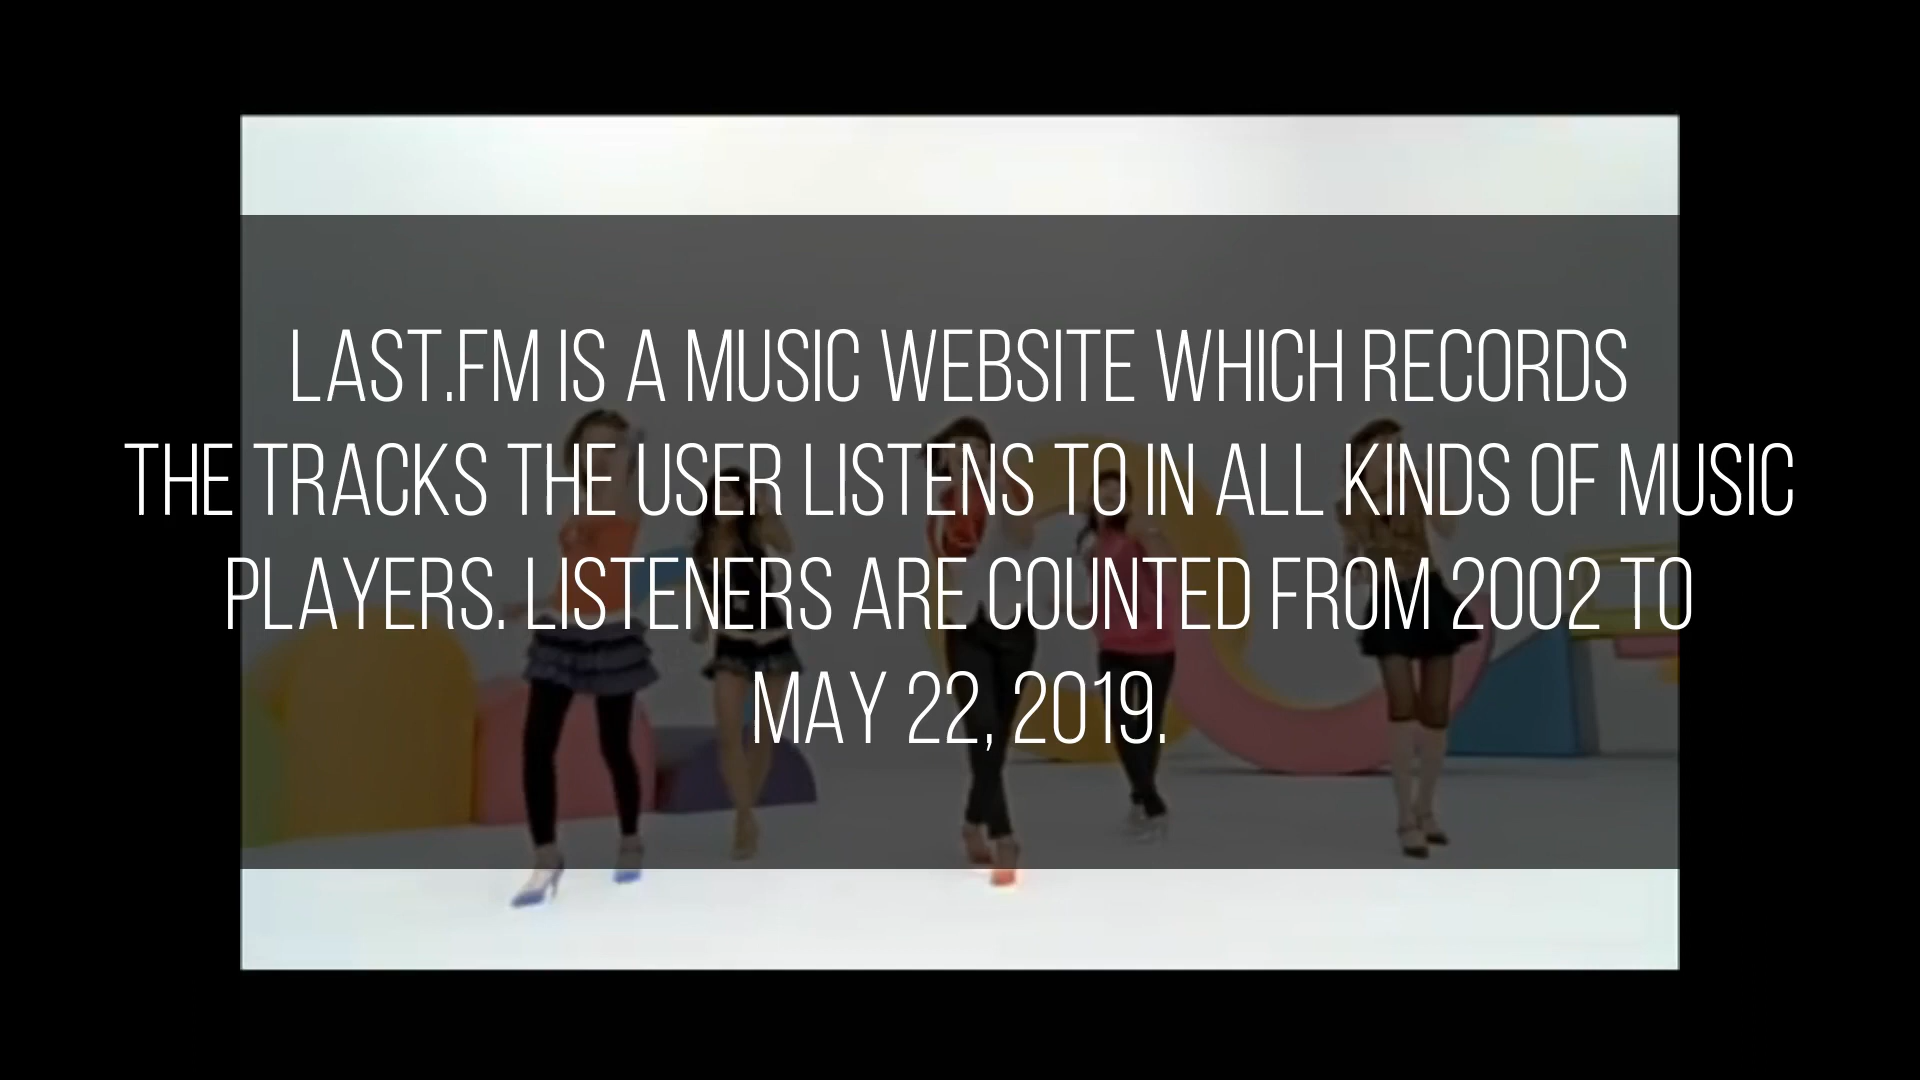 LAST.FM IS A MUSIC WEBSITE WHICH RECORDS
THE TRACKS THE USER LISTENS TO IN ALL KINDS OF MUSIC
PLAYERS. LISTENERS ARE COUNTED FROM 2002 TO
MAY 22, 2019.